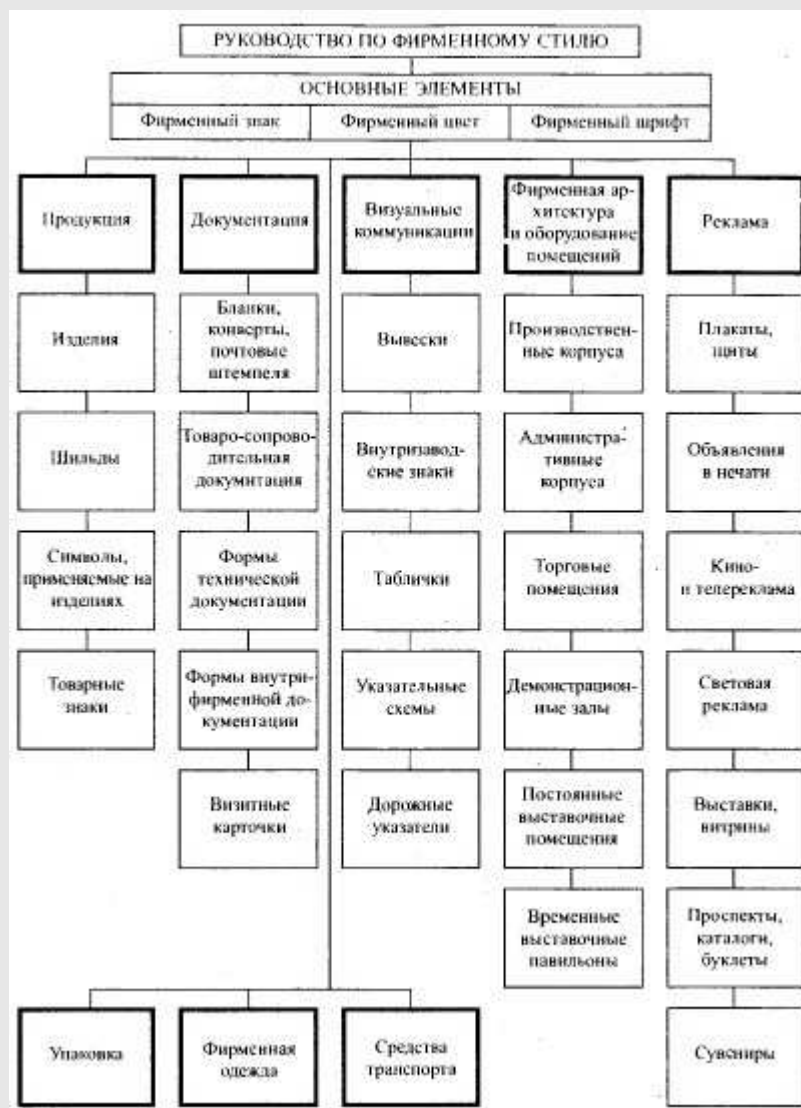 РУКОВОДСТВО ПО ФИРМЕННОМУ СТИЛЮ
ОСНОВНЫЕ ЭЛЕМЕНТЫ
Фирменный знак
Фирменный цвет
Фирменный шрифт
Продукция
Изделия
Шильды
Символы,
применяемые на
изделиях
Товарные
знаки
Документация
Бланки,
конверты,
почтовые
штемпеля
Товаро-сопрово-
дительная
докумитация
Формы
технической
документации
Формы внутри-
фирменной до-
кументации
Визитные
карточки
Визуальные
коммуникации
Вывески
Внутризавод-
ские знаки
Таблички
Указательные
схемы
Дорожные
указатели
Фирменная ар-
хитектура
и оборудование
помещений
Производствен-
ные корпуса
Администра-
тивные
корпуса
Торговые
помещения
Демонстрацион-
ные залы
Постоянные
выставочные
помещения
Временные
выставочные
павильоны
Реклама
Плакаты,
щиты
Объявления
в печати
Кино-
и телереклама
Световая
реклама
Выставки,
витрины
Проспекты,
каталоги,
буклеты
Сувениры
Упаковка
Фирменная
одежда
Средства
транспорта